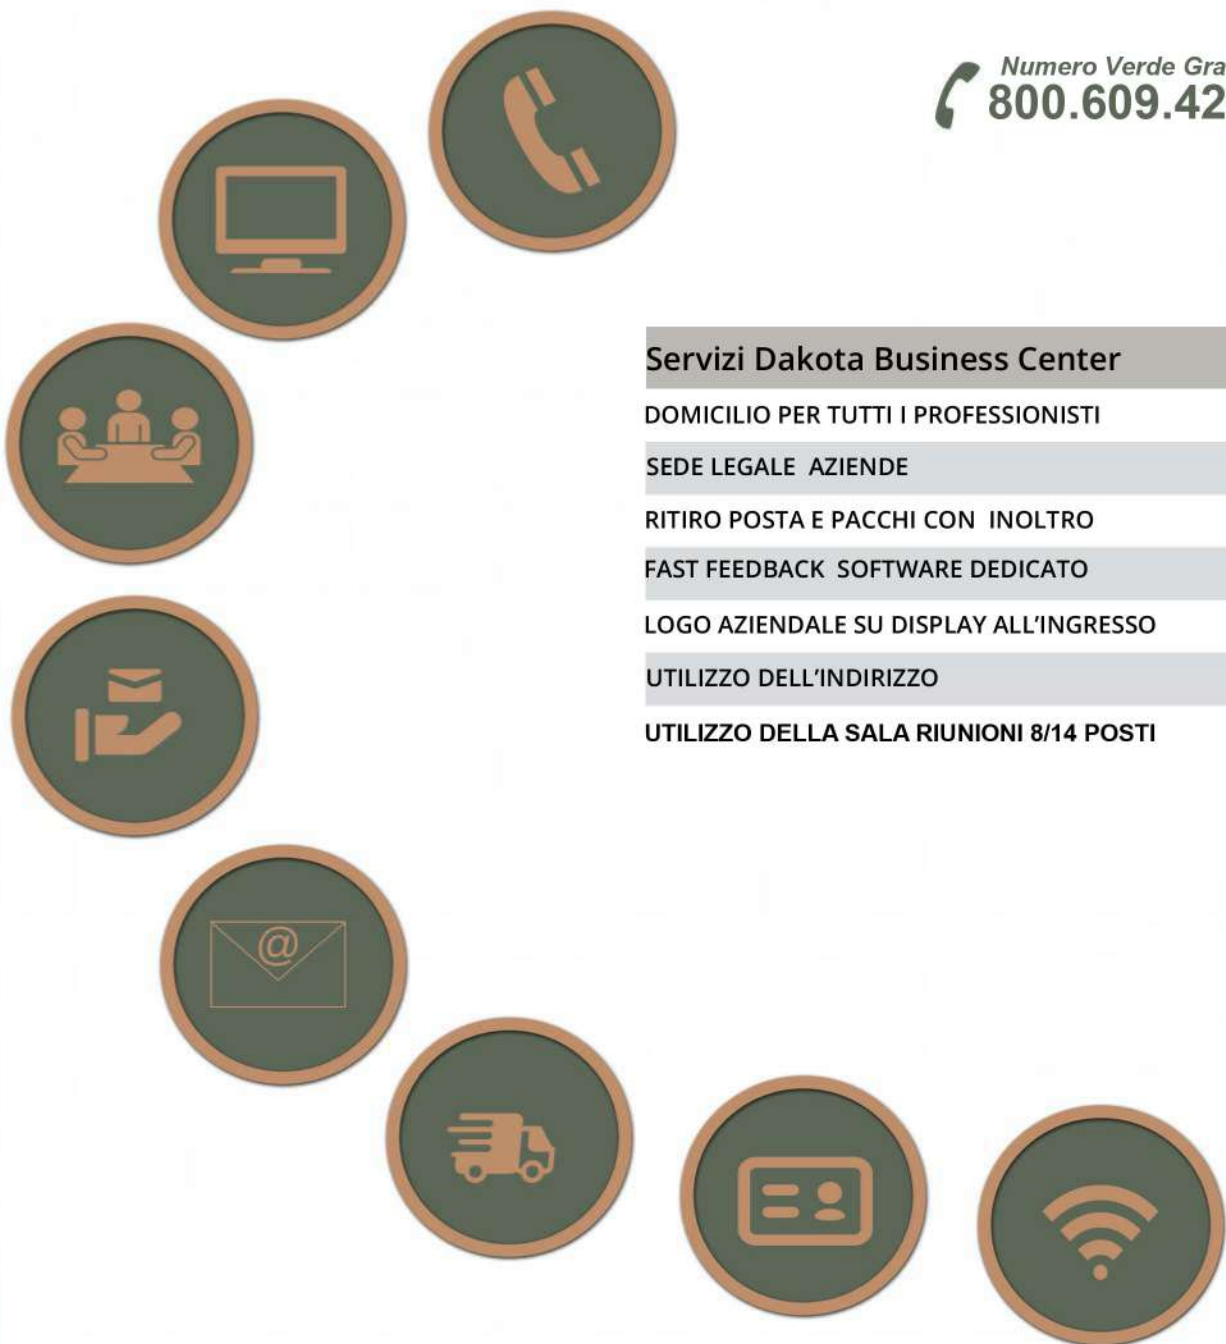 Numero Verde Gra
800.609.42
Servizi Dakota Business Center
DOMICILIO PER TUTTI I PROFESSIONISTI
SEDE LEGALE AZIENDE
RITIRO POSTA E PACCHI CON INOLTRO
FAST FEEDBACK SOFTWARE DEDICATO
LOGO AZIENDALE SU DISPLAY ALL'INGRESSO
UTILIZZO DELL'INDIRIZZO
UTILIZZO DELLA SALA RIUNIONI 8/14 POSTI
@